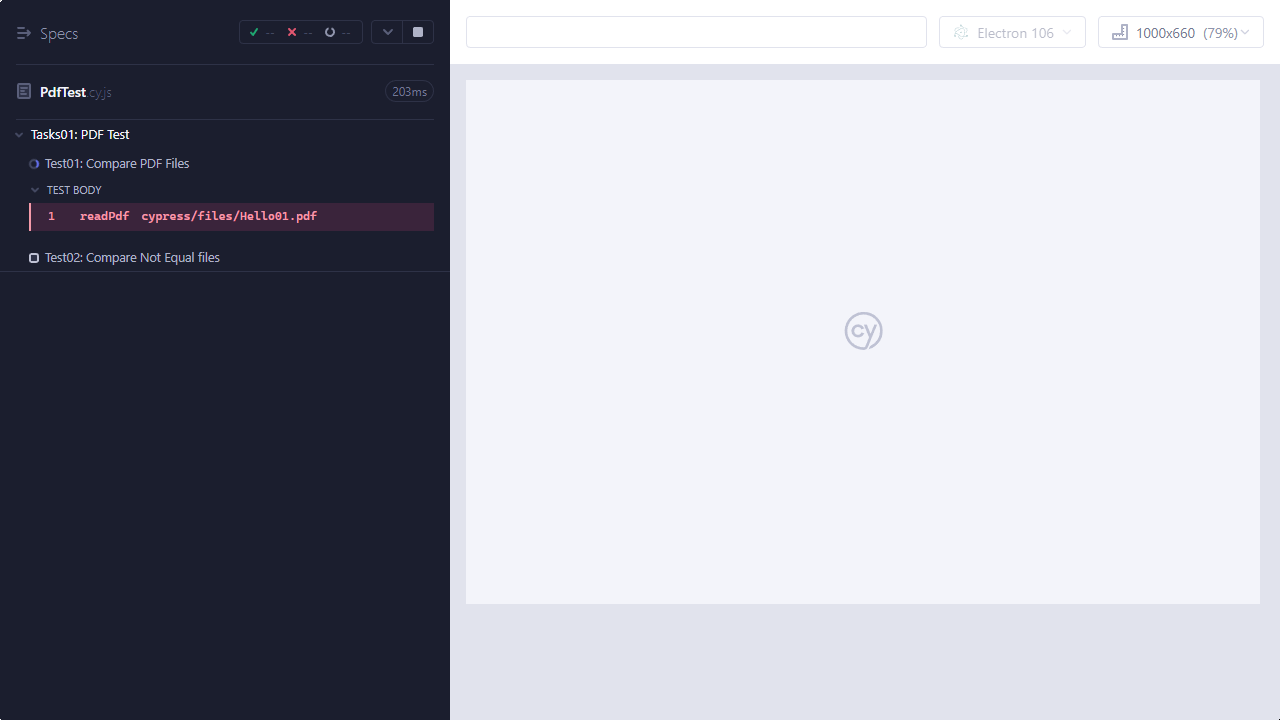 Specs
-- -- --
Electron 106
1000x660 (79%)
PdfTest.cy.js
203ms
Tasks01: PDF Test
Test01: Compare PDF Files
TEST BODY
1 readPdf cypress/files/Hello01.pdf
Test02: Compare Not Equal files
cy